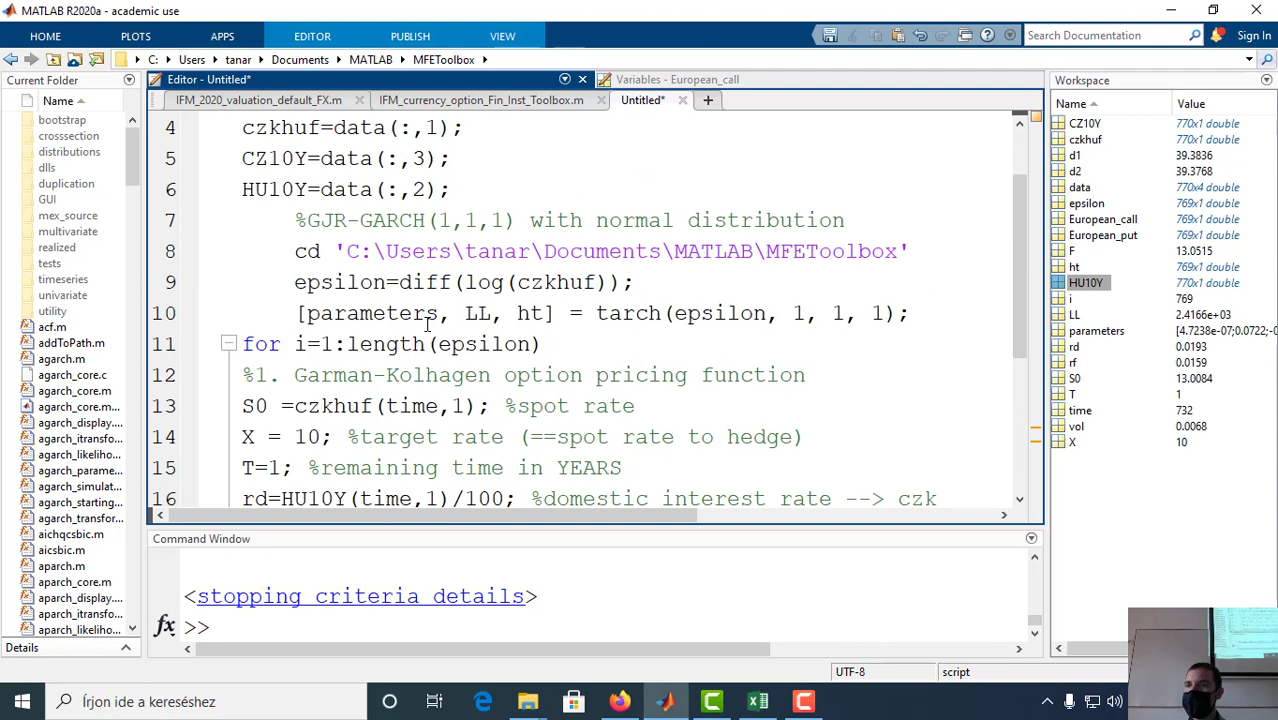 MATLAB R2020a - academic use
HOME PLOTS APPS EDITOR PUBLISH VIEW Search Documentation Sign In
C: Users tanar Documents MATLAB MFEToolbox
Current Folder
Name
bootstrap
crosssection
distributions
dlls
duplication
GUI
mex_source
multivariate
realized
tests
timeseries
univariate
utility
acf.m
addToPath.m
agarch.m
agarch_core.c
agarch_core.m...
agarch_display...
agarch_itransfo...
agarch_likeliho...
agarch_parame...
agarch_simulat...
agarch_starting...
agarch_transfor...
aichqcsbic.m
aicsbic.m
aparch.m
aparch_core.m
aparch_display...
aparch_itransfo...
aparch_likeliho...
Details
Editor - Untitled*
Variables - European_call
IFM_2020_valuation_default_FX.m IFM_currency_option_Fin_Inst_Toolbox.m Untitled*
4 czkhuf=data(:,1);
5 CZ10Y=data(:,3);
6 HU10Y=data(:,2);
7 %GJR-GARCH(1,1,1) with normal distribution
8 cd 'C:\Users\tanar\Documents\MATLAB\MFEToolbox'
9 epsilon=diff(log(czkhuf));
10 [parameters, LL, ht] = tarch(epsilon, 1, 1, 1);
11 for i=1:length(epsilon)
12 %1. Garman-Kolhagen option pricing function
13 S0 =czkhuf(time,1); %spot rate
14 X = 10; %target rate (==spot rate to hedge)
15 T=1; %remaining time in YEARS
16 rd=HU10Y(time,1)/100; %domestic interest rate --> czk
Command Window
<stopping criteria details>
fx >>
Workspace
Name Value
CZ10Y 770x1 double
czkhuf 770x1 double
d1 39.3836
d2 39.3768
data 770x4 double
epsilon 769x1 double
European_call 769x1 double
European_put 769x1 double
F 13.0515
ht 769x1 double
HU10Y 770x1 double
i 769
LL 2.4166e+03
parameters [4.7238e-07;0.0722;-
rd 0.0159
rf 0.0159
S0 13.0084
T 1
time 732
vol 0.0068
X 10
UTF-8 script
Írjon ide a kereséshez